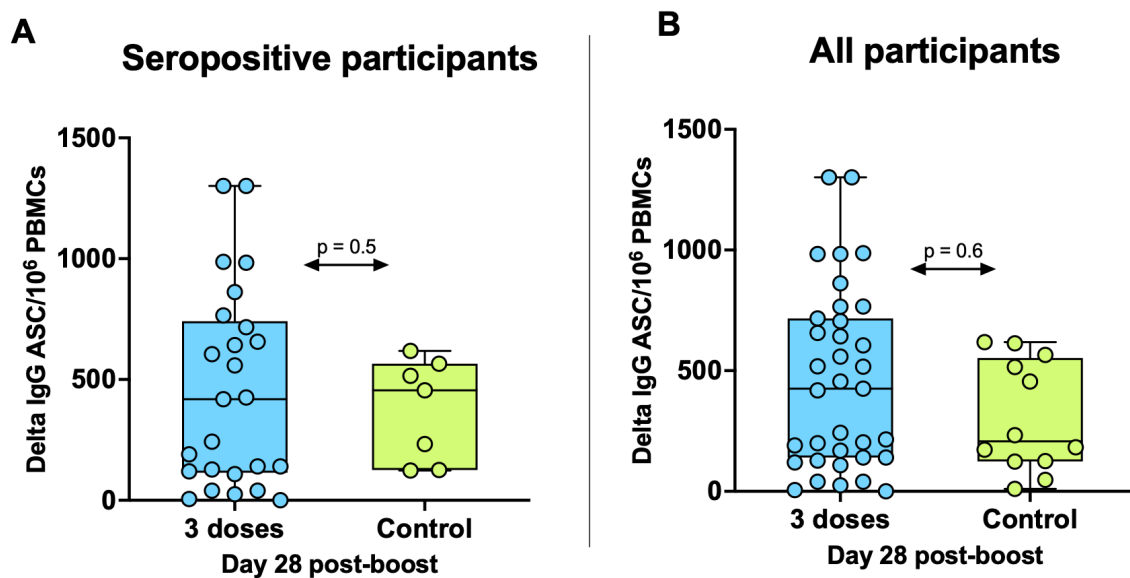 A
Seropositive participants
Delta IgG ASC/10⁶ PBMCs
1500
1000
500
0
p = 0.5
3 doses
Control
Day 28 post-boost
B
All participants
Delta IgG ASC/10⁶ PBMCs
1500
1000
500
0
p = 0.6
3 doses
Control
Day 28 post-boost